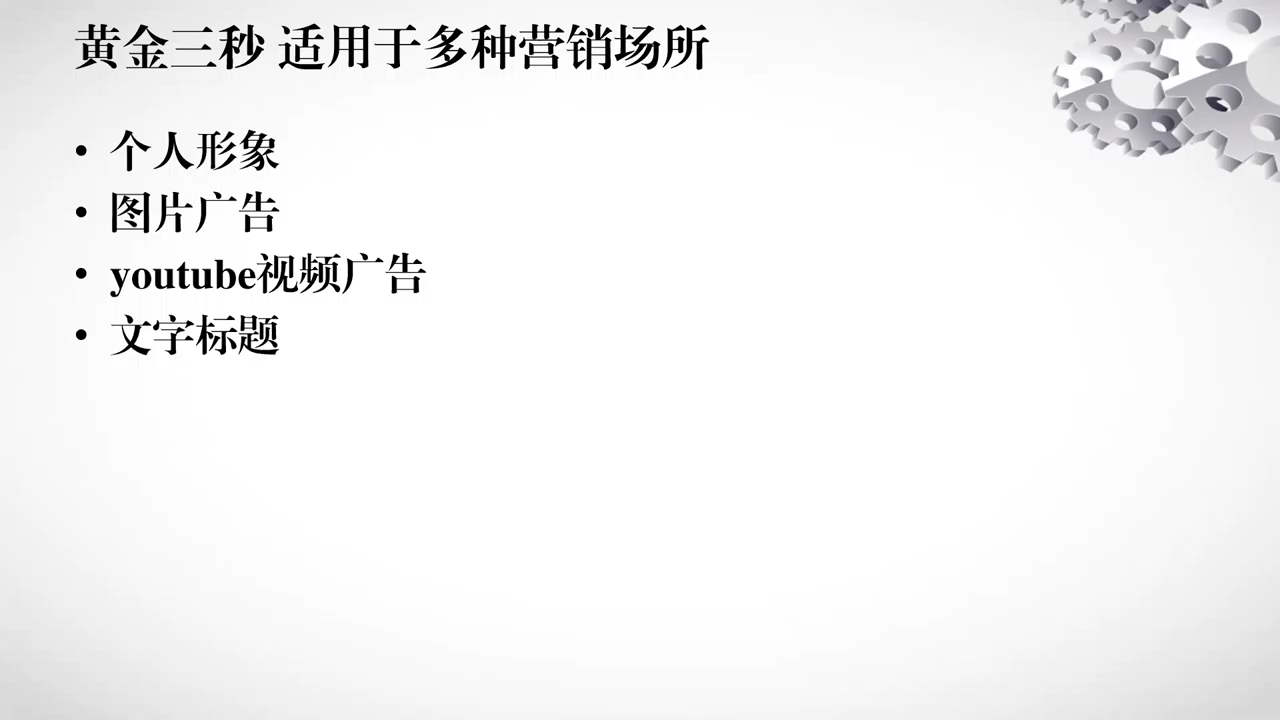 黄金三秒 适用于多种营销场所
• 个人形象
• 图片广告
• youtube视频广告
• 文字标题